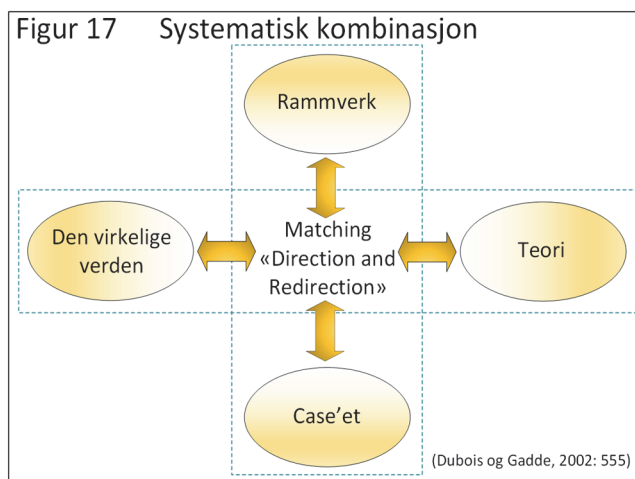 Figur 17 Systematisk kombinasjon
Rammverk
Den virkelige
verden
Matching
«Direction and
Redirection»
Teori
Case'et
(Dubois og Gadde, 2002: 555)